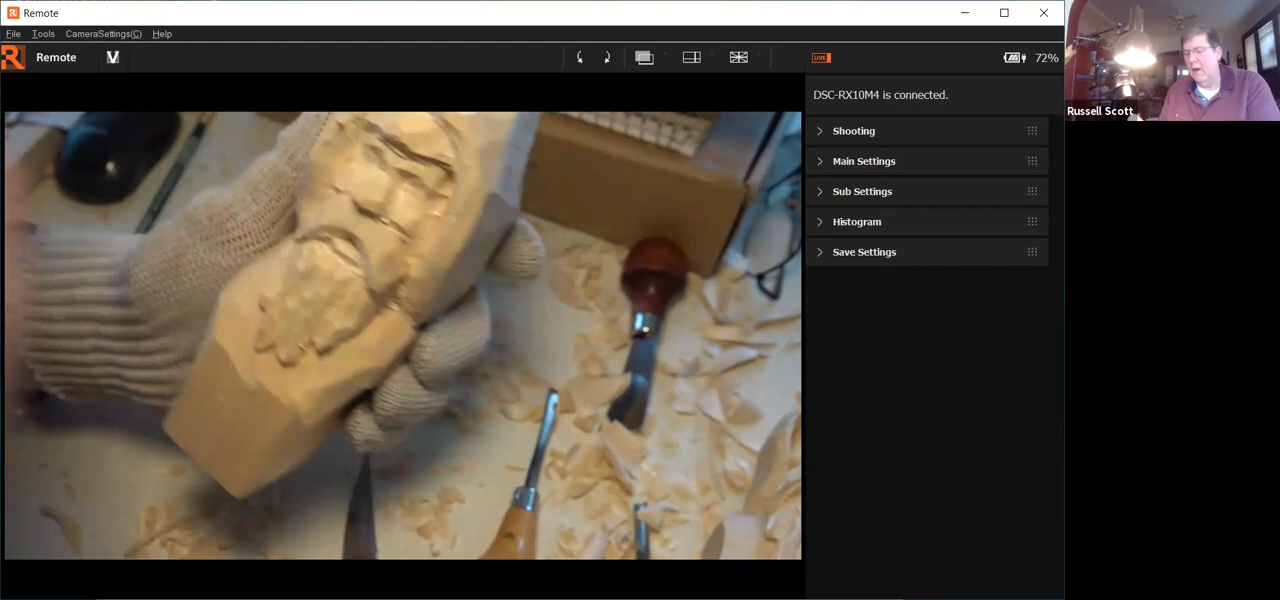 Remote
File Tools CameraSettings(C) Help
R Remote V LIVE 72%
DSC-RX10M4 is connected.
Shooting
Main Settings
Sub Settings
Histogram
Save Settings
Russell Scott